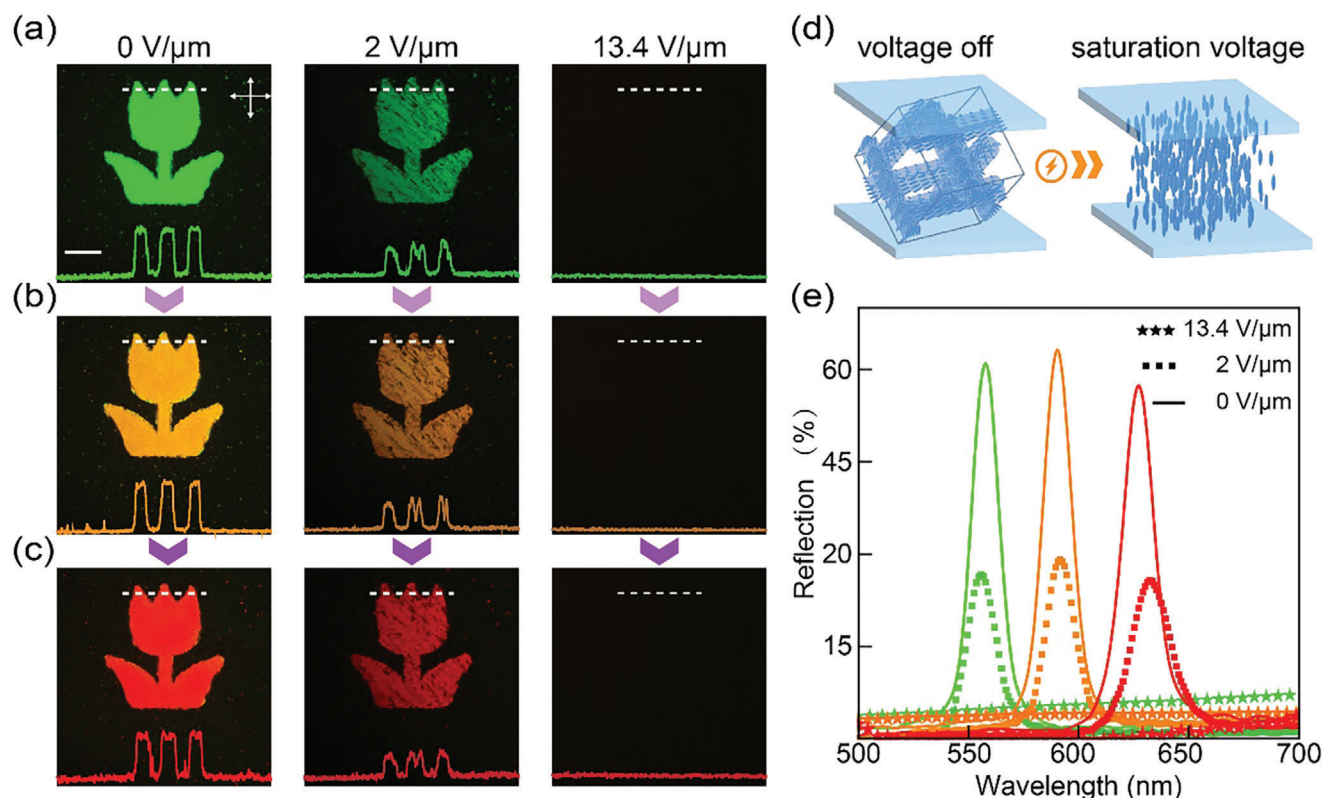 (a)
0 V/µm
2 V/µm
13.4 V/µm
(b)
(c)
(d)
voltage off
saturation voltage
(e)
★★★ 13.4 V/µm
2 V/µm
0 V/µm
Reflection (%)
60
45
20
15
500
550
600
650
700
Wavelength (nm)